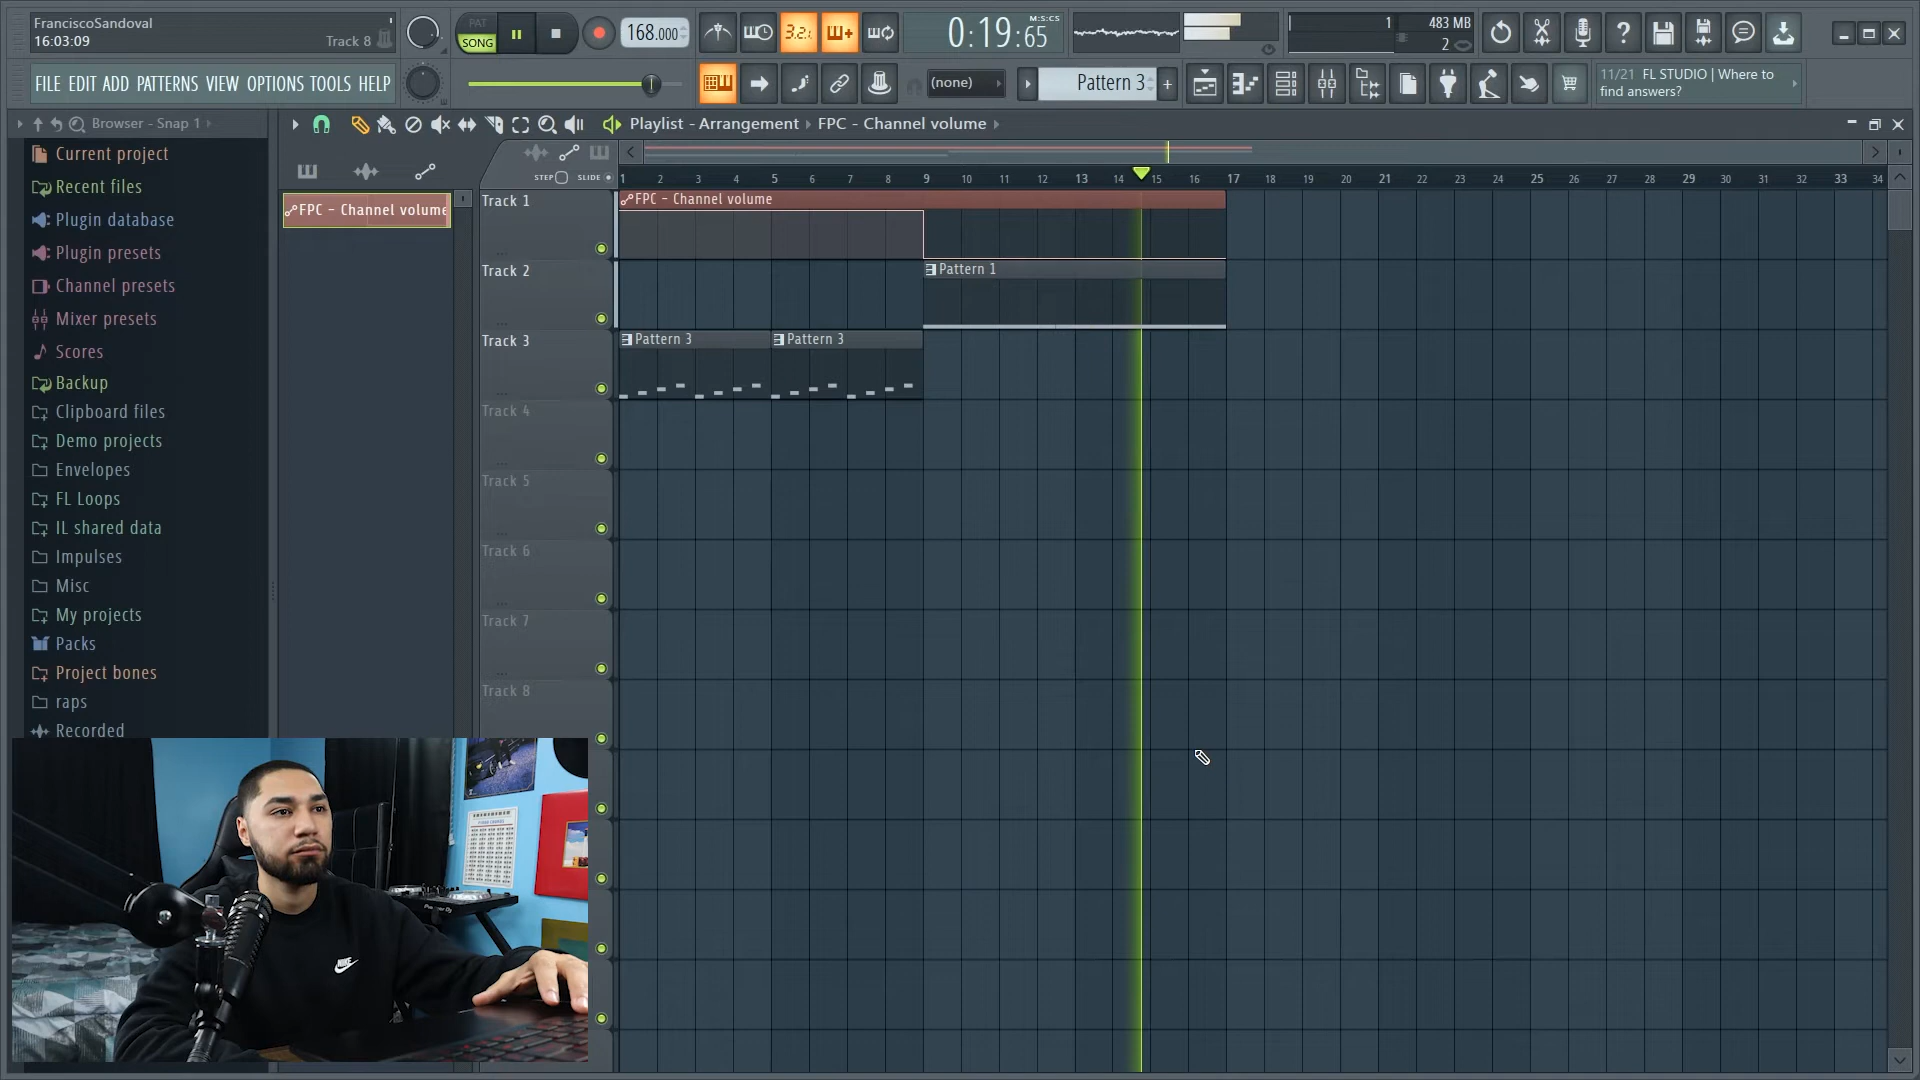 FranciscoSandoval
16:03:09
Track 8
PAT
SONG
168.000
3.2.
0:19:65
M:S:CS
1
483 MB
2
FILE EDIT ADD PATTERNS VIEW OPTIONS TOOLS HELP
(none)
Pattern 3
11/21 FL STUDIO | Where to
find answers?
Browser - Snap 1
Playlist - Arrangement
FPC - Channel volume
Current project
Recent files
Plugin database
Plugin presets
Channel presets
Mixer presets
Scores
Backup
Clipboard files
Demo projects
Envelopes
FL Loops
IL shared data
Impulses
Misc
My projects
Packs
Project bones
raps
Recorded
FPC - Channel volume
STEP
SLIDE
1 2 3 4 5 6 7 8 9 10 11 12 13 14 15 16 17 18 19 20 21 22 23 24 25 26 27 28 29 30 31 32 33 34
Track 1
FPC - Channel volume
Track 2
Pattern 1
Track 3
Pattern 3
Pattern 3
Track 4
Track 5
Track 6
Track 7
Track 8